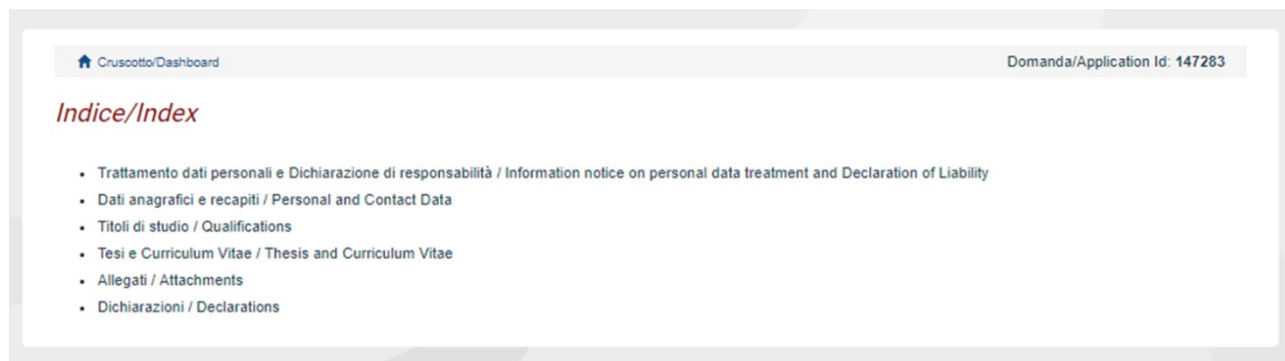 Cruscotto/Dashboard Domanda/Application Id: 147283
Indice/Index
Trattamento dati personali e Dichiarazione di responsabilità / Information notice on personal data treatment and Declaration of Liability
Dati anagrafici e recapiti / Personal and Contact Data
Titoli di studio / Qualifications
Tesi e Curriculum Vitae / Thesis and Curriculum Vitae
Allegati / Attachments
Dichiarazioni / Declarations